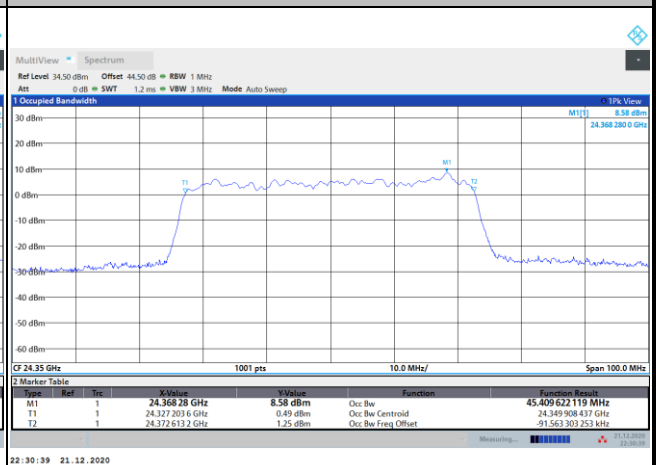 MultiView Spectrum
Ref Level 34.50 dBm Offset 44.50 dB RBW 1 MHz
Att 0 dB SWT 1.2 ms VBW 3 MHz Mode Auto Sweep
1 Occupied Bandwidth 1Pk View
M1[1] 8.58 dBm
24.368 280 0 GHz
30 dBm
20 dBm
10 dBm
M1
T1
T2
0 dBm
-10 dBm
-20 dBm
-30 dBm
-40 dBm
-50 dBm
-60 dBm
CF 24.35 GHz 1001 pts 10.0 MHz/ Span 100.0 MHz
2 Marker Table
Type Ref Trc X-Value Y-Value Function Function Result
M1 1 24.368 28 GHz 8.58 dBm Occ Bw 45.409 622 119 MHz
T1 1 24.327 203 6 GHz 0.49 dBm Occ Bw Centroid 24.349 908 437 GHz
T2 1 24.372 613 2 GHz 1.25 dBm Occ Bw Freq Offset -91.563 303 253 kHz
Measuring... 21.12.2020
22:30:39
22:30:39 21.12.2020